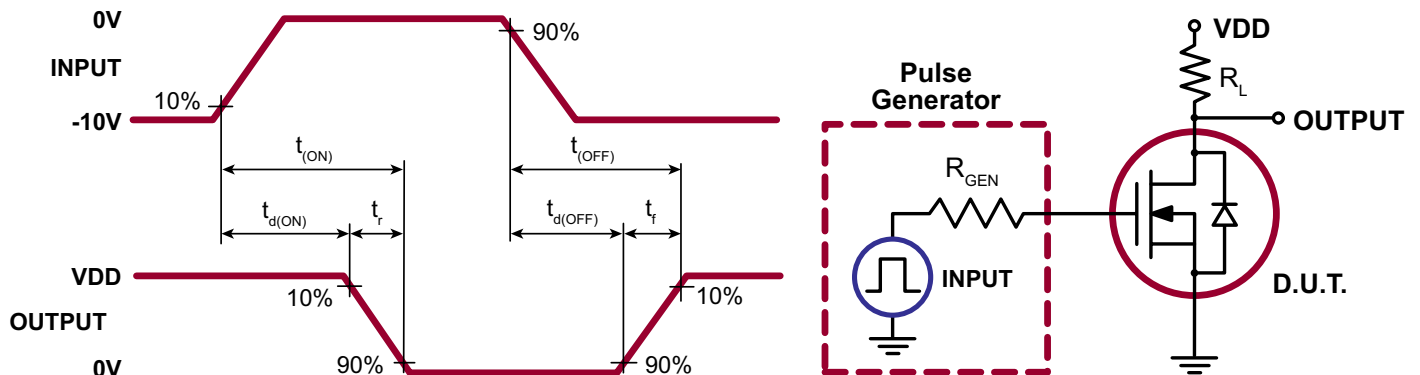 0V
INPUT
-10V
10%
90%
t(ON)
t(OFF)
td(ON)
tr
td(OFF)
tf
VDD
OUTPUT
0V
10%
90%
90%
10%
Pulse
Generator
RGEN
INPUT
VDD
RL
OUTPUT
D.U.T.